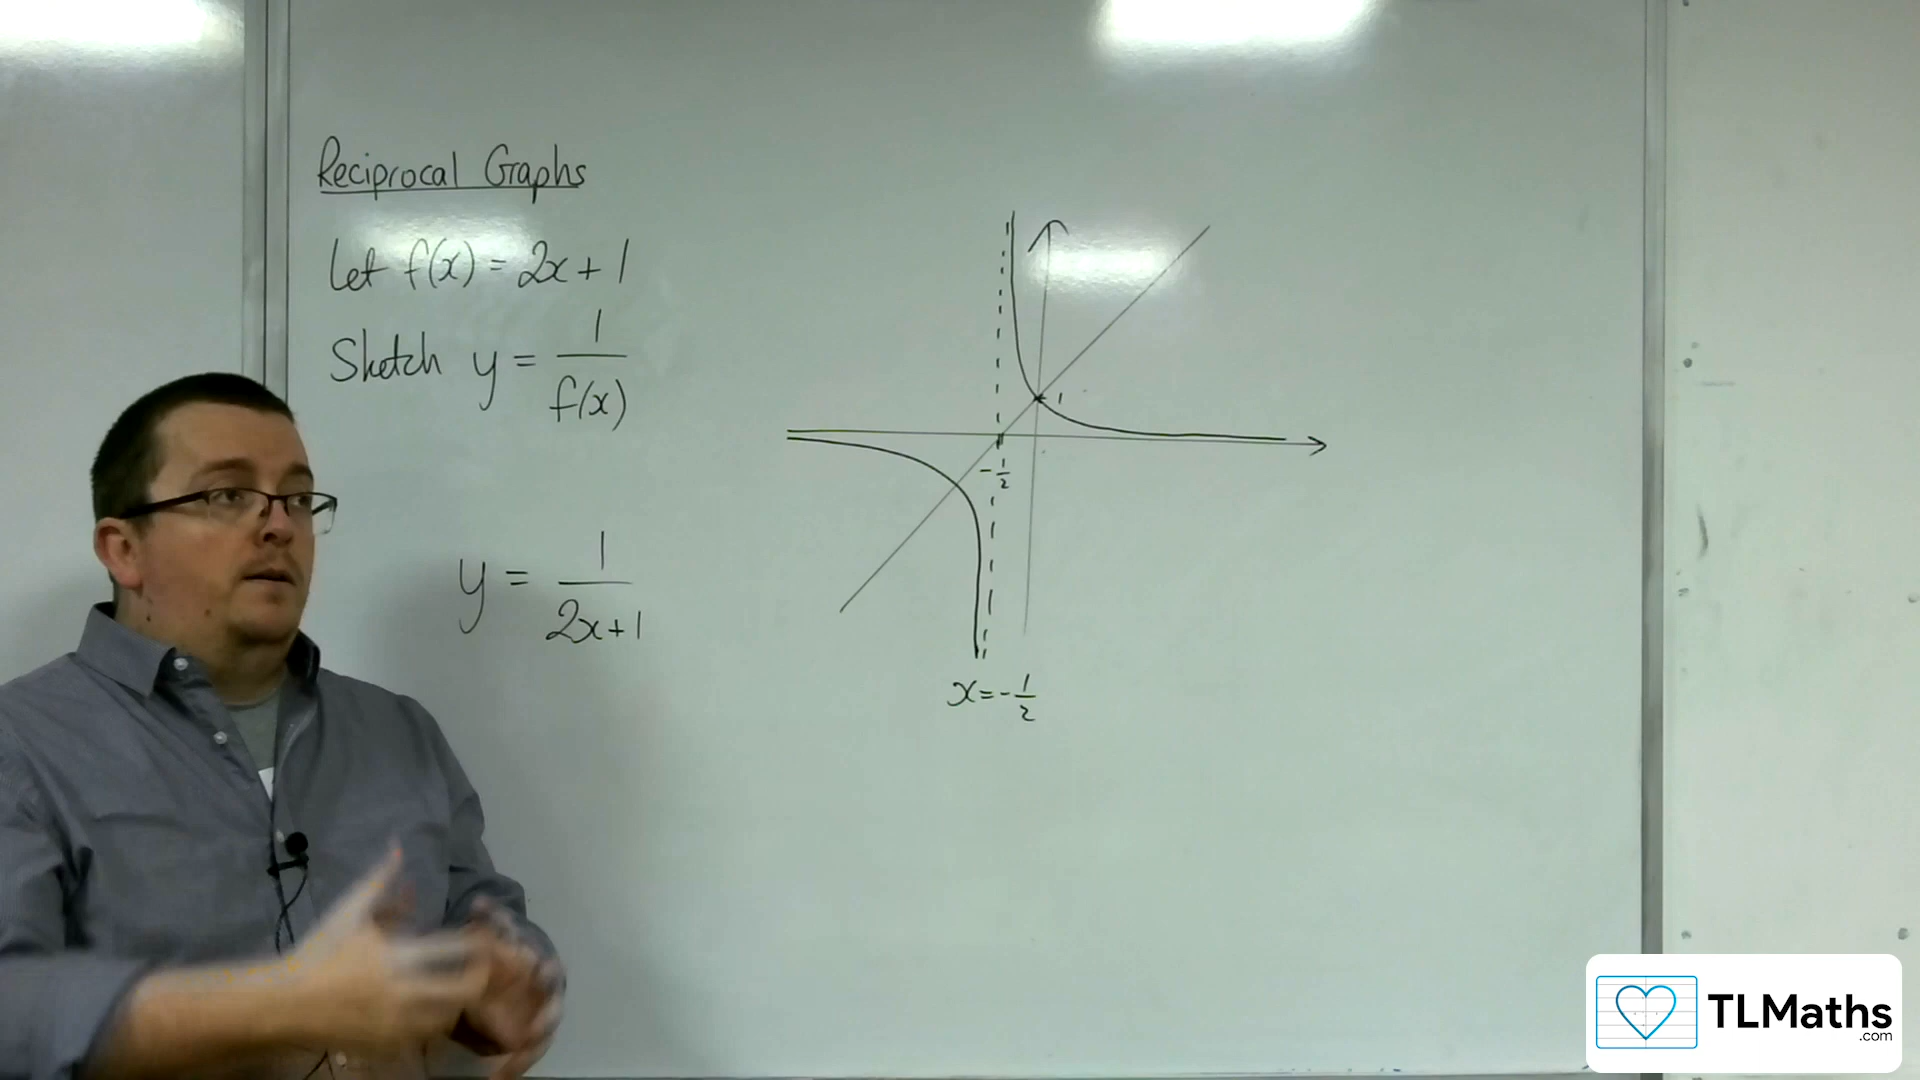 Reciprocal Graphs
Let f(x) = 2x + 1
Sketch y = 1/f(x)
y = 1/2x+1
1
-1/2
x = -1/2
TLMaths
.com